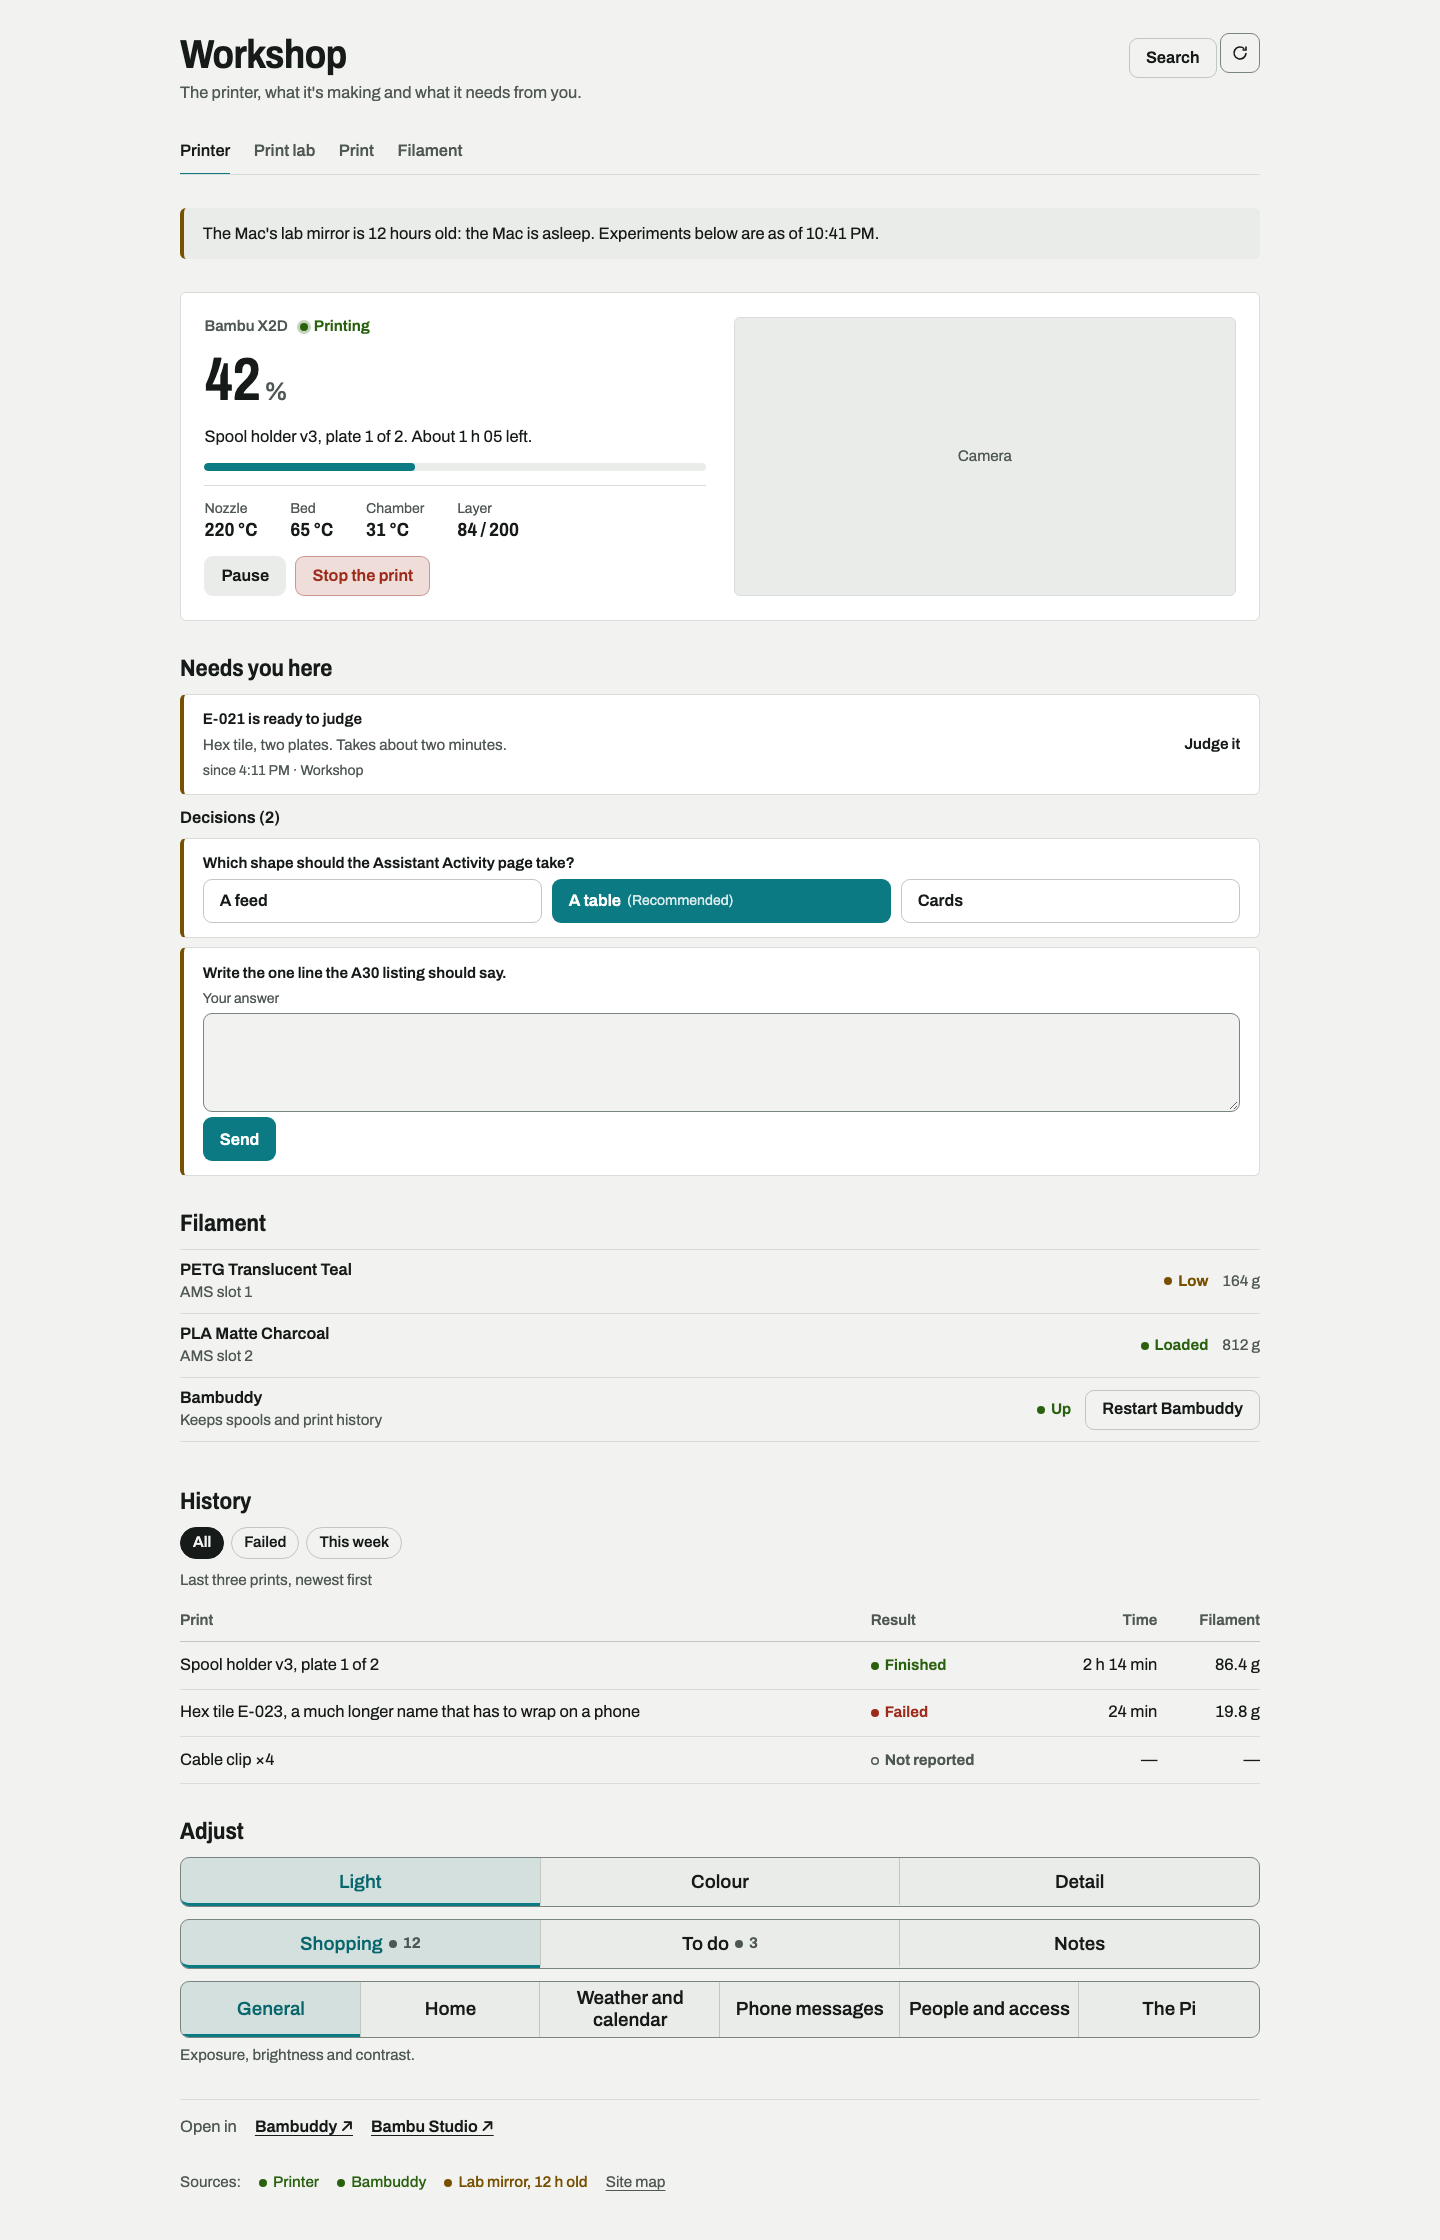 Workshop
Search
The printer, what it's making and what it needs from you.
Printer Print lab Print Filament
The Mac's lab mirror is 12 hours old: the Mac is asleep. Experiments below are as of 10:41 PM.
Bambu X2D Printing
42 %
Spool holder v3, plate 1 of 2. About 1 h 05 left.
Nozzle Bed Chamber Layer
220 °C 65 °C 31 °C 84 / 200
Pause Stop the print
Camera
Needs you here
E-021 is ready to judge
Hex tile, two plates. Takes about two minutes.
Judge it
since 4:11 PM · Workshop
Decisions (2)
Which shape should the Assistant Activity page take?
A feed A table (Recommended) Cards
Write the one line the A30 listing should say.
Your answer
Send
Filament
PETG Translucent Teal
AMS slot 1
Low 164 g
PLA Matte Charcoal
AMS slot 2
Loaded 812 g
Bambuddy
Keeps spools and print history
Up Restart Bambuddy
History
All Failed This week
Last three prints, newest first
Print Result Time Filament
Spool holder v3, plate 1 of 2 Finished 2 h 14 min 86.4 g
Hex tile E-023, a much longer name that has to wrap on a phone Failed 24 min 19.8 g
Cable clip ×4 Not reported — —
Adjust
Light Colour Detail
Shopping 12 To do 3 Notes
General Home Weather and calendar Phone messages People and access The Pi
Exposure, brightness and contrast.
Open in Bambuddy ↗ Bambu Studio ↗
Sources: Printer Bambuddy Lab mirror, 12 h old Site map